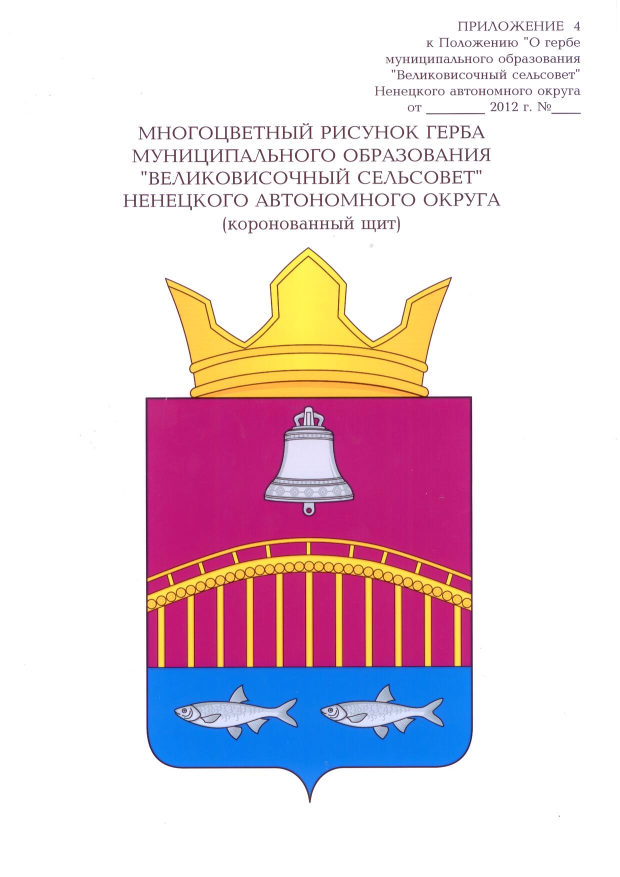 ПРИЛОЖЕНИЕ 4
к Положению "О гербе
муниципального образования
"Великовисочный сельсовет"
Ненецкого автономного округа
от ________ 2012 г. №____
МНОГОЦВЕТНЫЙ РИСУНОК ГЕРБА
МУНИЦИПАЛЬНОГО ОБРАЗОВАНИЯ
"ВЕЛИКОВИСОЧНЫЙ СЕЛЬСОВЕТ"
НЕНЕЦКОГО АВТОНОМНОГО ОКРУГА
(коронованный щит)